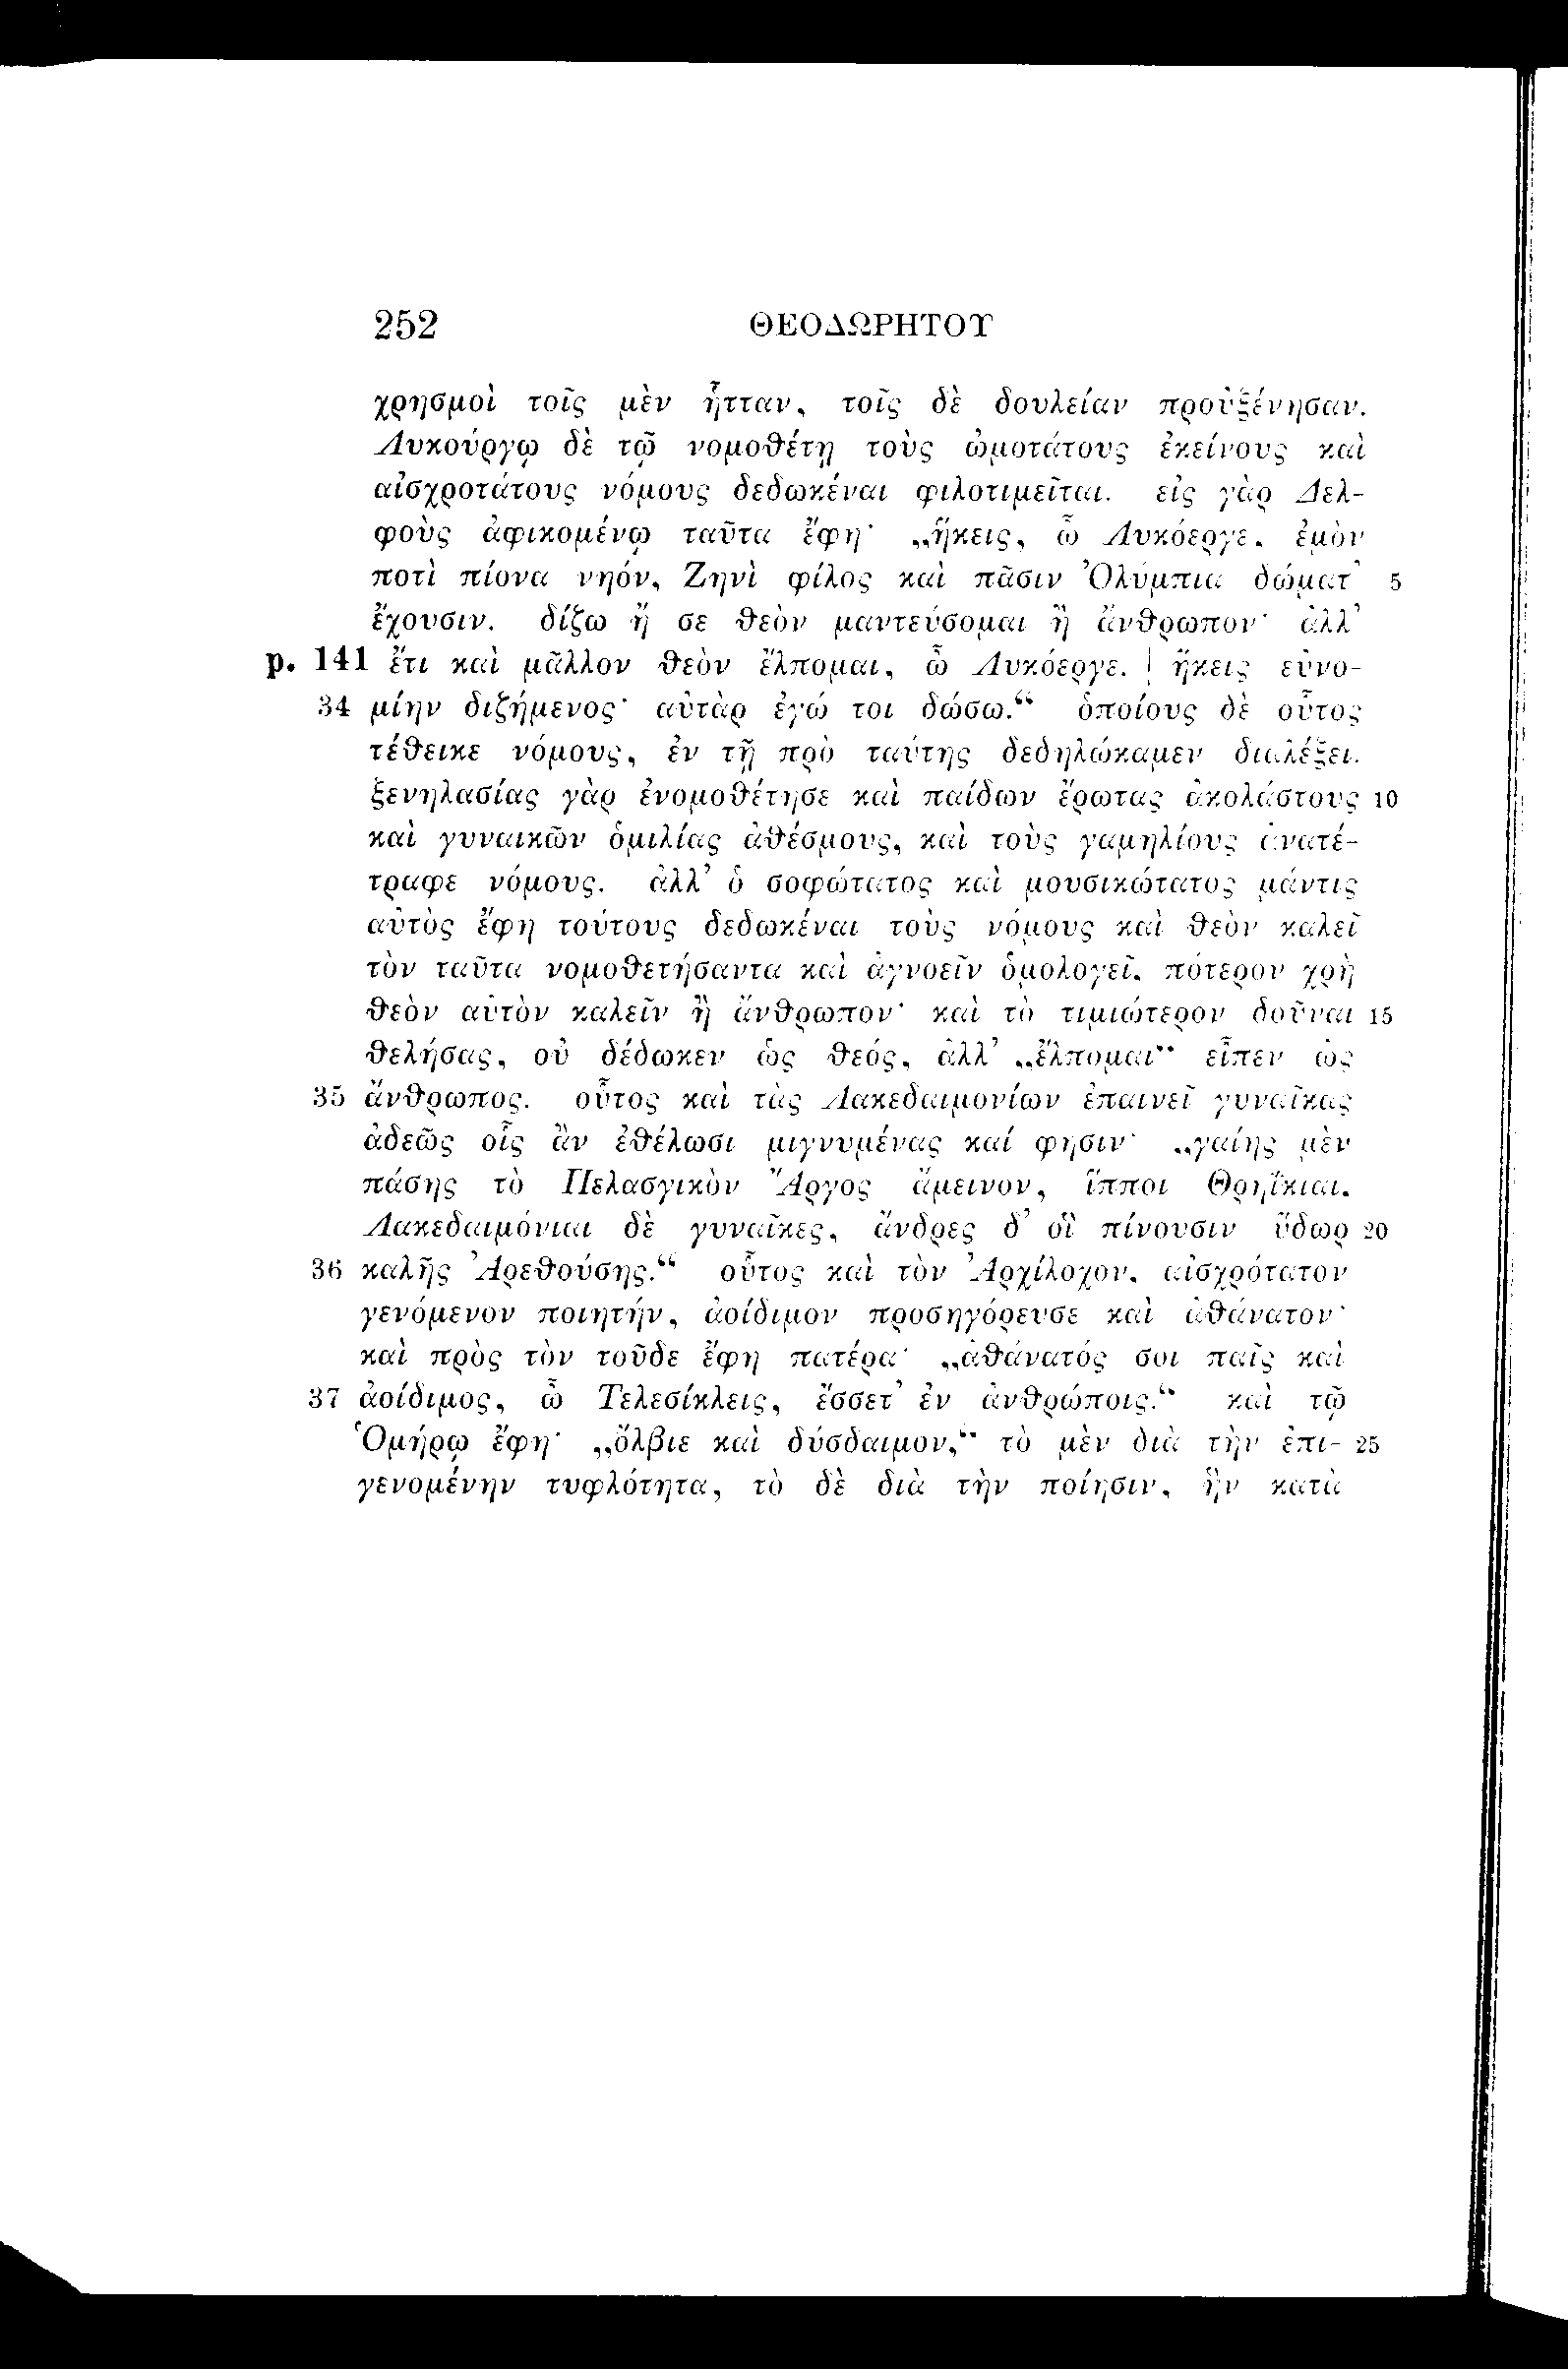 252 ΘΕΟΔΩΡΗΤΟΥ
χρησμοὶ τοῖς μὲν ἧτταν, τοῖς δὲ δουλείαν προὐξένησαν.
Λυκούργῳ δὲ τῷ νομοθέτῃ τοὺς ὠμοτάτους ἐκείνους καὶ
αἰσχροτάτους νόμους δεδωκέναι φιλοτιμεῖται. εἰς γὰρ Δελ-
φοὺς ἀφικομένῳ ταῦτα ἔφη· „ἥκεις, ὦ Λυκόεργε, ἐμὸν
ποτὶ πίονα νηόν, Ζηνὶ φίλος καὶ πᾶσιν Ὀλύμπια δώματ’ 5
ἔχουσιν. δίζω ἤ σε θεὸν μαντεύσομαι ἢ ἄνθρωπον· ἀλλ’
p. 141 ἔτι καὶ μᾶλλον θεὸν ἔλπομαι, ὦ Λυκόεργε. | ἥκεις εὐνο-
34 μίην διζήμενος· αὐτὰρ ἐγώ τοι δώσω.“ ὁποίους δὲ οὗτος
τέθεικε νόμους, ἐν τῇ πρὸ ταύτης δεδηλώκαμεν διαλέξει.
ξενηλασίας γὰρ ἐνομοθέτησε καὶ παίδων ἔρωτας ἀκολάστους 10
καὶ γυναικῶν ὁμιλίας ἀθέσμους, καὶ τοὺς γαμηλίους ἀνατέ-
τραφε νόμους. ἀλλ’ ὁ σοφώτατος καὶ μουσικώτατος μάντις
αὐτὸς ἔφη τούτους δεδωκέναι τοὺς νόμους καὶ θεὸν καλεῖ
τὸν ταῦτα νομοθετήσαντα καὶ ἀγνοεῖν ὁμολογεῖ, πότερον χρὴ
θεὸν αὐτὸν καλεῖν ἢ ἄνθρωπον· καὶ τὸ τιμιώτερον δοῦναι 15
θελήσας, οὐ δέδωκεν ὡς θεός, ἀλλ’ „ἔλπομαι“ εἶπεν ὡς
35 ἄνθρωπος. οὗτος καὶ τὰς Λακεδαιμονίων ἐπαινεῖ γυναῖκας
ἀδεῶς οἷς ἂν ἐθέλωσι μιγνυμένας καί φησιν· „γαίης μὲν
πάσης τὸ Πελασγικὸν Ἄργος ἄμεινον, ἵπποι Θρηΐκιαι,
Λακεδαιμόνιαι δὲ γυναῖκες, ἄνδρες δ’ οἳ πίνουσιν ὕδωρ 20
36 καλῆς Ἀρεθούσης.“ οὗτος καὶ τὸν Ἀρχίλοχον, αἰσχρότατον
γενόμενον ποιητήν, ἀοίδιμον προσηγόρευσε καὶ ἀθάνατον·
καὶ πρὸς τὸν τοῦδε ἔφη πατέρα· „ἀθάνατός σοι παῖς καὶ
37 ἀοίδιμος, ὦ Τελεσίκλεις, ἔσσετ’ ἐν ἀνθρώποις.“ καὶ τῷ
Ὁμήρῳ ἔφη· „ὄλβιε καὶ δύσδαιμον,“ τὸ μὲν διὰ τὴν ἐπι- 25
γενομένην τυφλότητα, τὸ δὲ διὰ τὴν ποίησιν, ἣν κατὰ